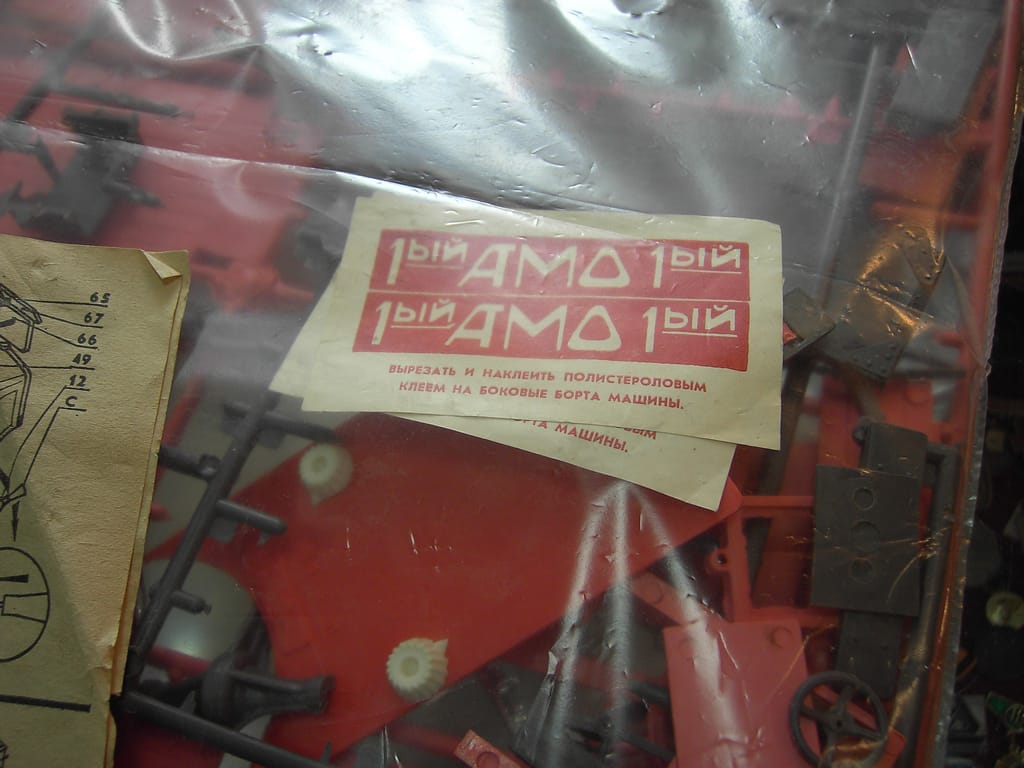 65
67
66
49
12
С
1ЫЙ АМО 1ЫЙ
1ЫЙ АМО 1ЫЙ
ВЫРЕЗАТЬ И НАКЛЕИТЬ ПОЛИСТЕРОЛОВЫМ
КЛЕЕМ НА БОКОВЫЕ БОРТА МАШИНЫ.
МАШИНЫ.